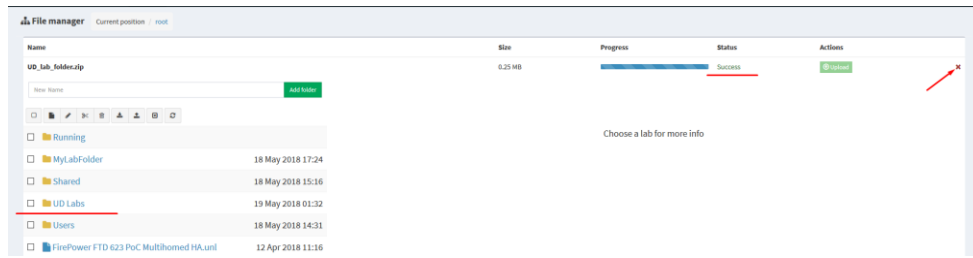 File manager Current position / root
Name Size Progress Status Actions
UD_lab_folder.zip 0.25 MB Success Upload
New Name Add folder
Running
Choose a lab for more info
MyLabFolder 18 May 2018 17:24
Shared 18 May 2018 15:16
UD Labs 19 May 2018 01:32
Users 18 May 2018 14:31
FirePower FTD 623 PoC Multihomed HA.unl 12 Apr 2018 11:16